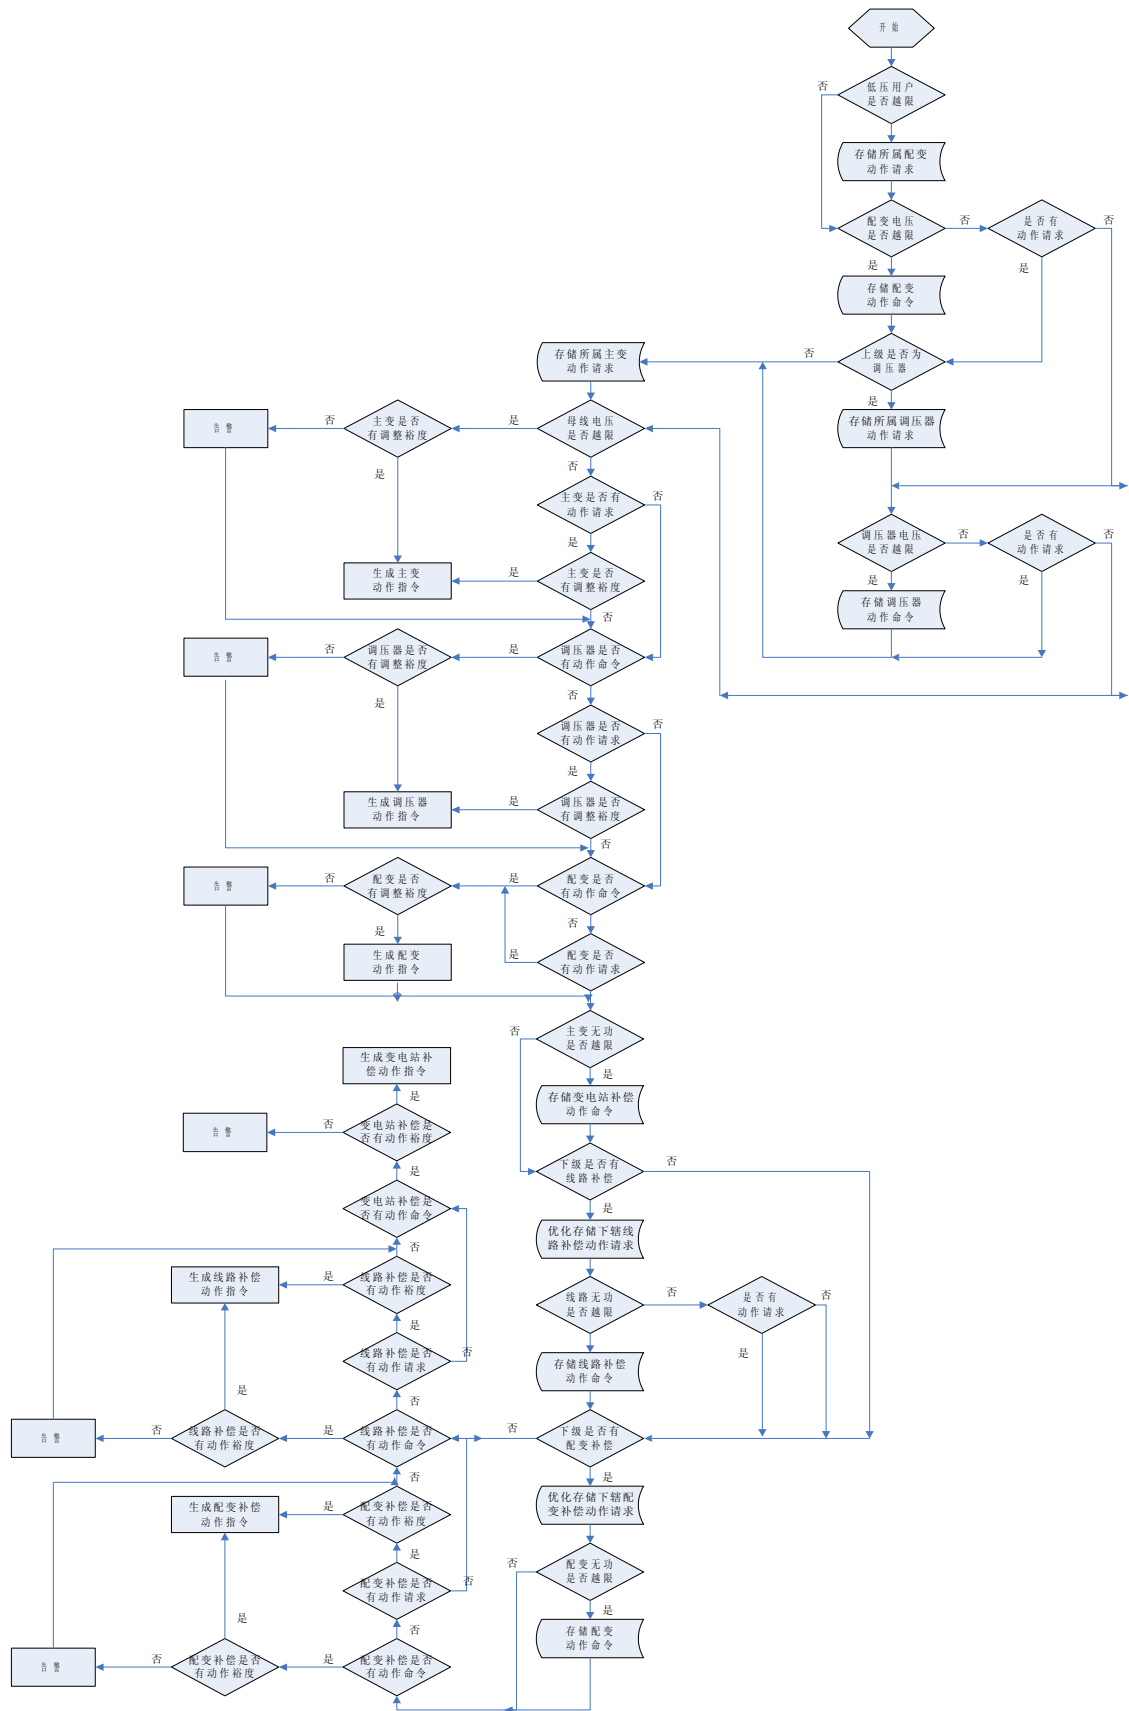 开 始
否
低压用户
是否越限
存储所属配变
动作请求
配变电压
是否越限
否
是否有
动作请求
否
是
是
存储配变
动作命令
存储所属主变
动作请求
否
上级是否为
调压器
是
告 警
否
主变是否
有调整裕度
是
母线电压
是否越限
存储所属调压器
动作请求
否
是
主变是否有
动作请求
否
调压器电压
是否越限
否
是否有
动作请求
否
是
是
是
生成主变
动作指令
是
主变是否
有调整裕度
存储调压器
动作命令
否
告 警
否
调压器是否
有调整裕度
是
调压器是否
有动作命令
否
是
调压器是否
有动作请求
否
是
生成调压器
动作指令
是
调压器是否
有调整裕度
否
告 警
否
配变是否
有调整裕度
是
配变是否
有动作命令
否
是
生成配变
动作指令
是
配变是否
有动作请求
否
主变无功
是否越限
生成变电站补
偿动作指令
是
是
存储变电站补偿
动作命令
告 警
否
变电站补偿是
否有动作裕度
是
下级是否有
线路补偿
否
变电站补偿是
否有动作命令
是
优化存储下辖线
路补偿动作请求
否
生成线路补偿
动作指令
是
线路补偿是否
有动作裕度
线路无功
是否越限
否
是否有
动作请求
否
是
是
线路补偿是否
有动作请求
否
存储线路补偿
动作命令
是
否
告 警
否
线路补偿是否
有动作裕度
是
线路补偿是否
有动作命令
否
下级是否有
配变补偿
否
是
生成配变补偿
动作指令
是
配变补偿是否
有动作裕度
优化存储下辖配
变补偿动作请求
是
否
配变无功
是否越限
配变补偿是否
有动作请求
否
是
是
否
存储配变
动作命令
告 警
否
配变补偿是否
有动作裕度
是
配变补偿是否
有动作命令